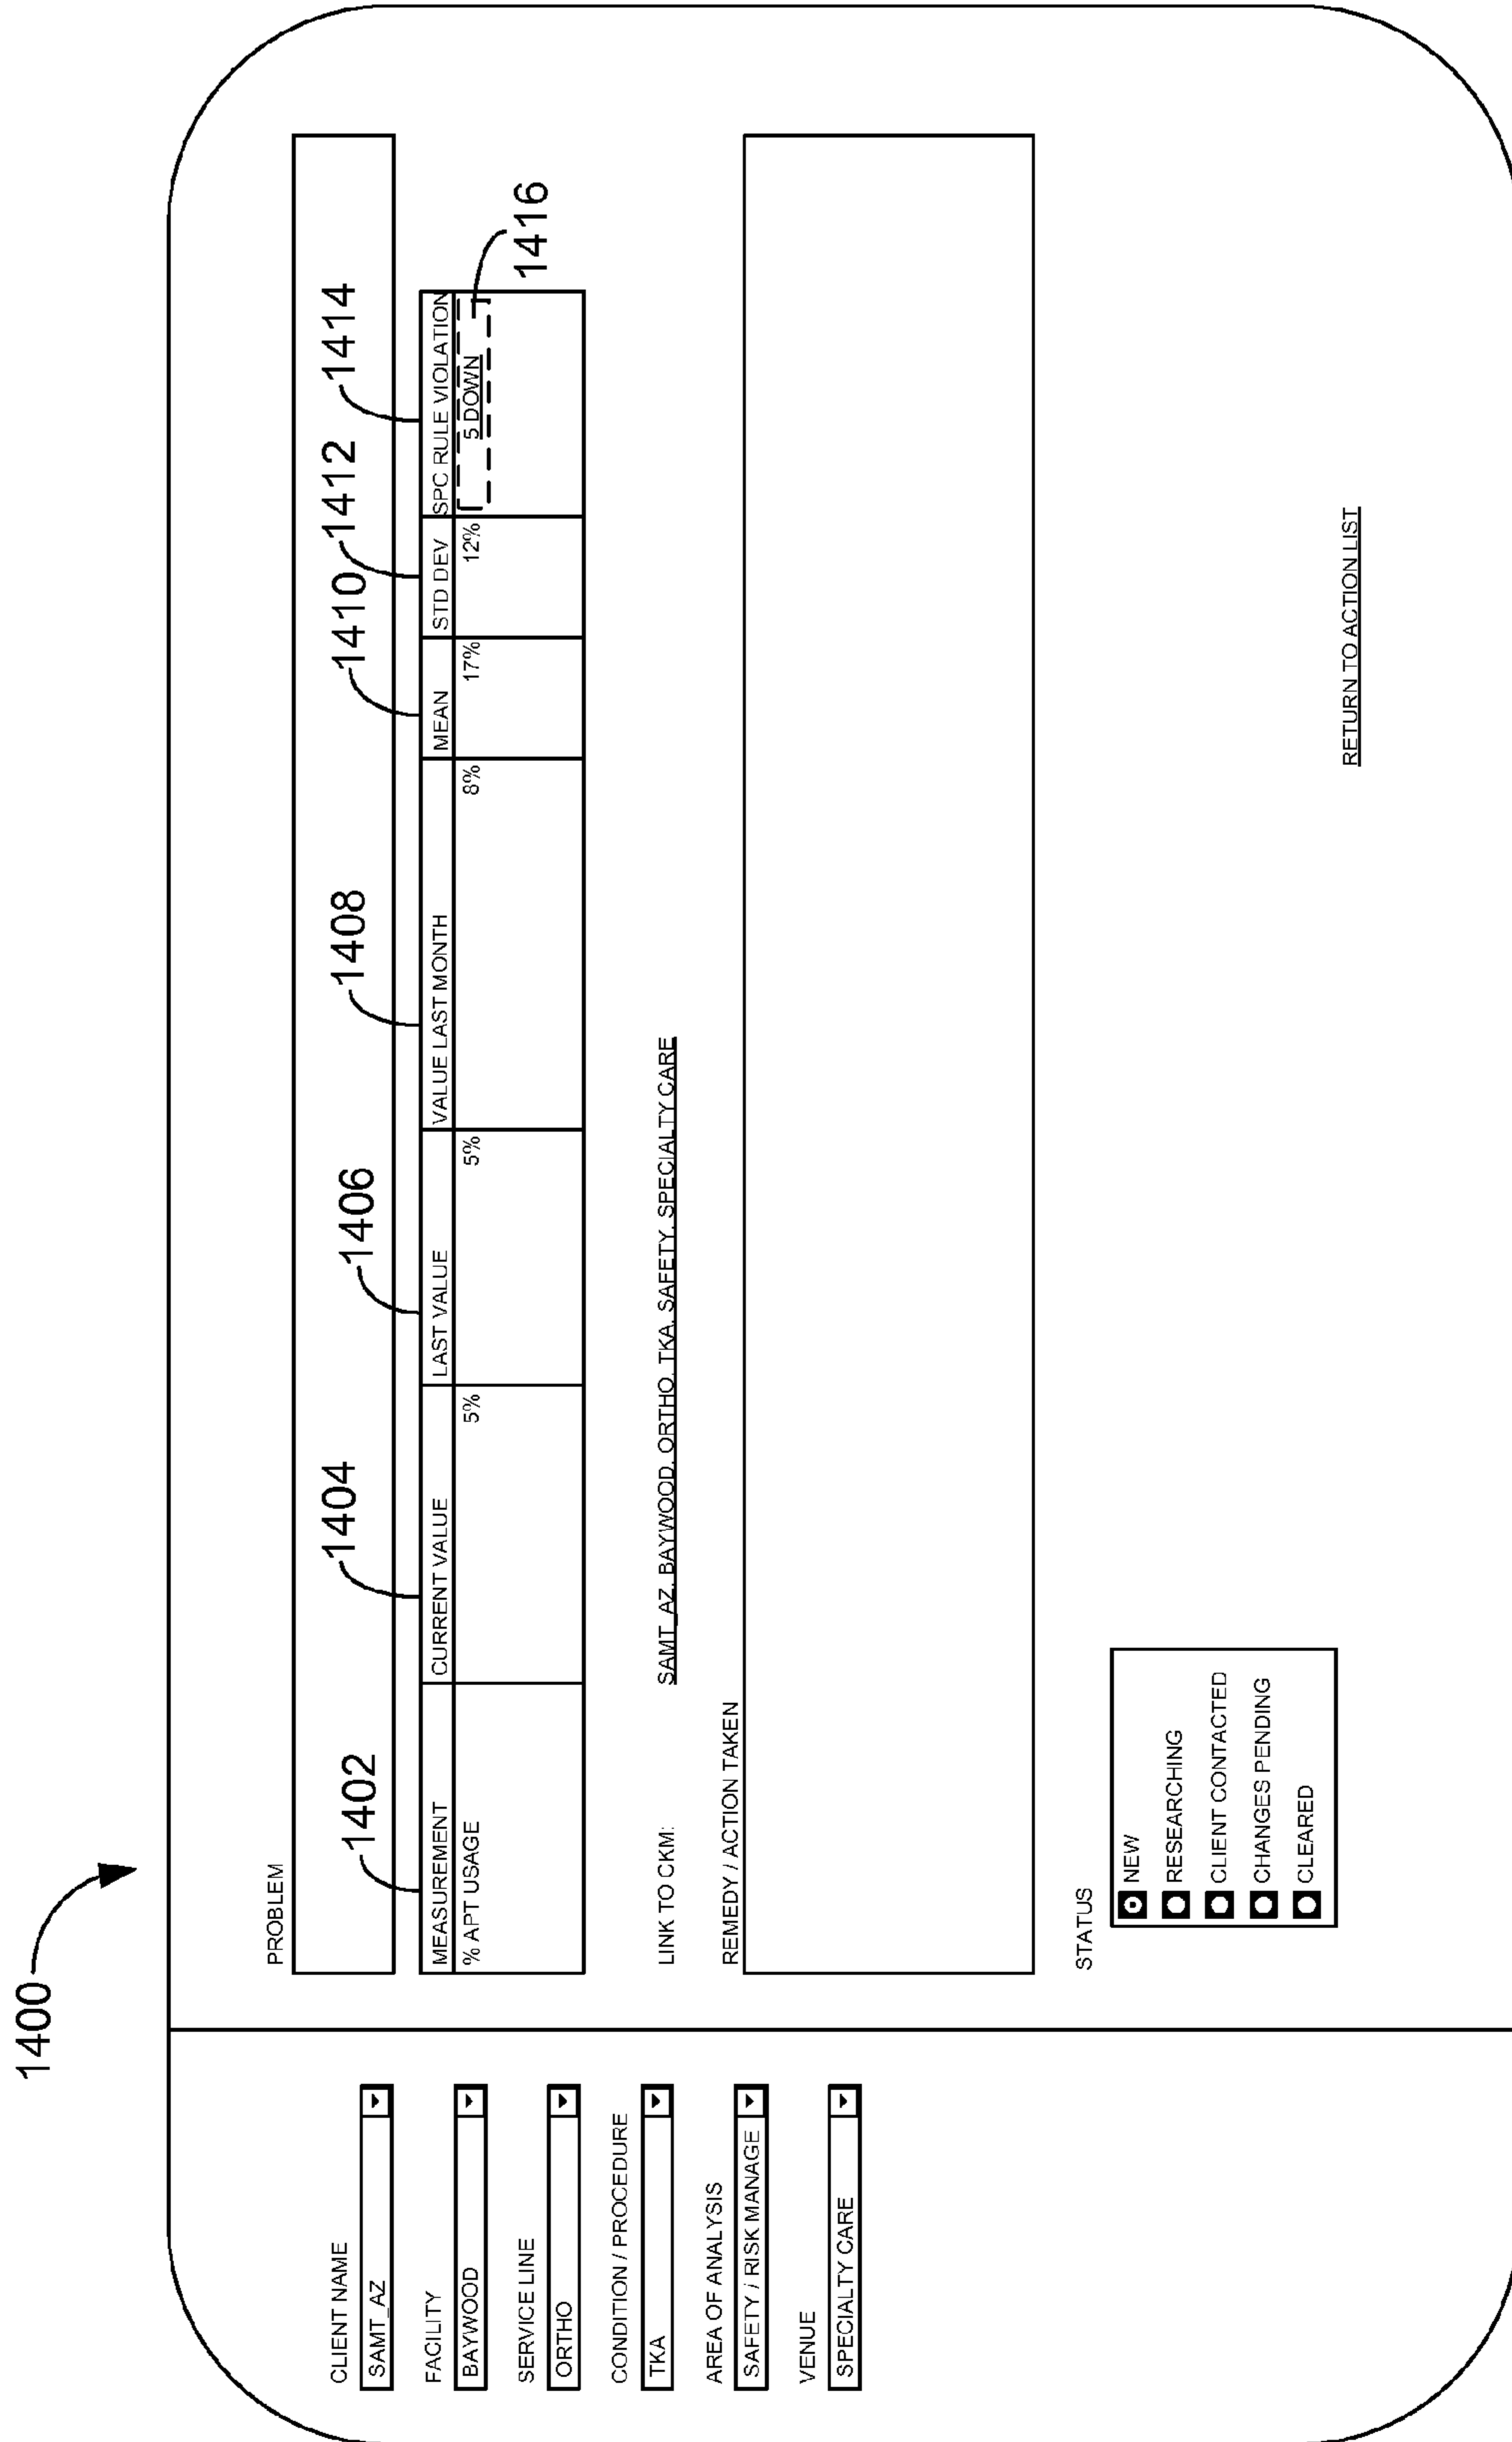 1400
CLIENT NAME
SAMT_AZ
FACILITY
BAYWOOD
SERVICE LINE
ORTHO
CONDITION / PROCEDURE
TKA
AREA OF ANALYSIS
SAFETY / RISK MANAGE
VENUE
SPECIALTY CARE
PROBLEM
1402 1404 1406 1408 1410 1412 1414
MEASUREMENT CURRENT VALUE LAST VALUE VALUE LAST MONTH MEAN STD DEV SPC RULE VIOLATION
% APT USAGE 5% 5% 8% 17% 12% 5 DOWN
1416
LINK TO CKM: SAMT_AZ, BAYWOOD, ORTHO, TKA, SAFETY, SPECIALTY CARE
REMEDY / ACTION TAKEN
STATUS
NEW
RESEARCHING
CLIENT CONTACTED
CHANGES PENDING
CLEARED
RETURN TO ACTION LIST